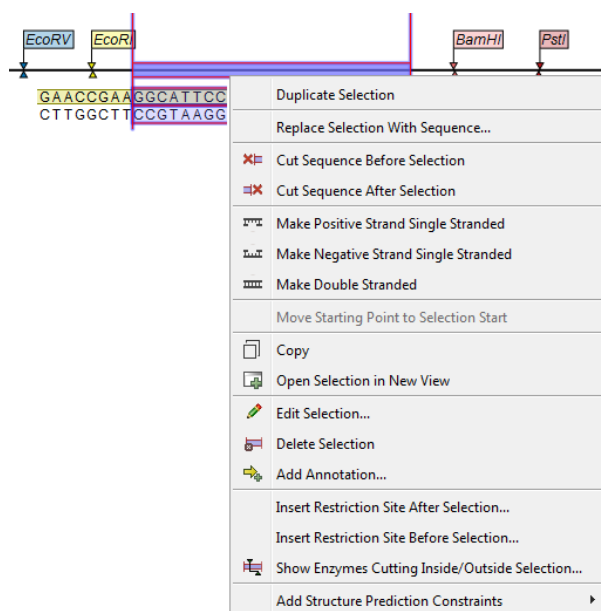 EcoRV EcoRI BamHI PstI
GAACCGAAGGCATTCC
CTTGGCTTCCGTAAGG
Duplicate Selection
Replace Selection With Sequence...
Cut Sequence Before Selection
Cut Sequence After Selection
Make Positive Strand Single Stranded
Make Negative Strand Single Stranded
Make Double Stranded
Move Starting Point to Selection Start
Copy
Open Selection in New View
Edit Selection...
Delete Selection
Add Annotation...
Insert Restriction Site After Selection...
Insert Restriction Site Before Selection...
Show Enzymes Cutting Inside/Outside Selection...
Add Structure Prediction Constraints